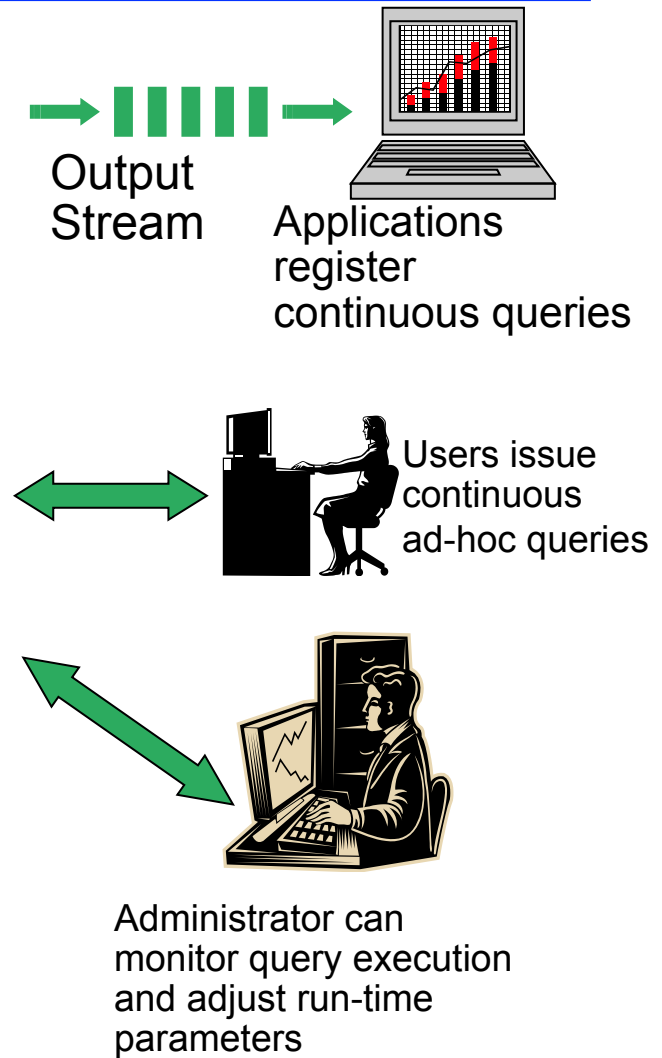 Output
Stream
Applications
register
continuous queries
Users issue
continuous
ad-hoc queries
Administrator can
monitor query execution
and adjust run-time
parameters